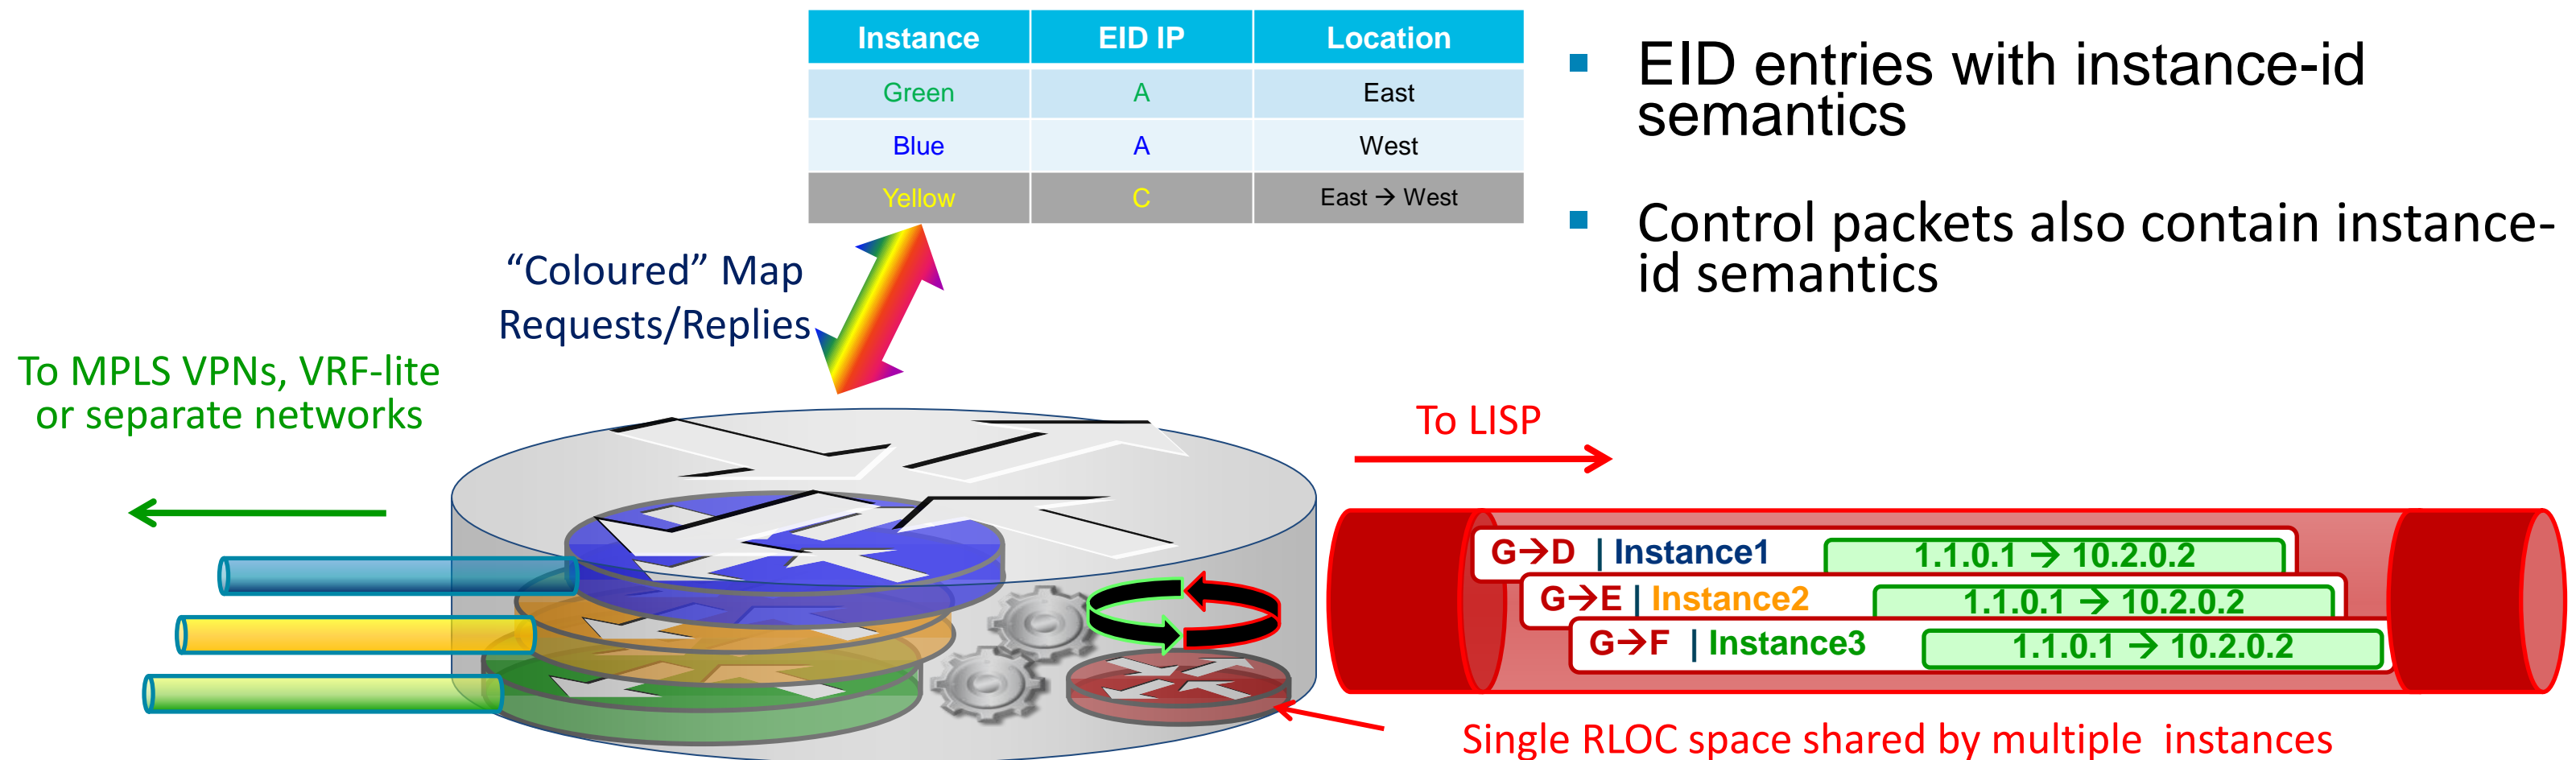 Instance EID IP Location
Green A East
Blue A West
Yellow C East → West
▪ EID entries with instance-id
semantics
▪ Control packets also contain instance-
id semantics
“Coloured” Map
Requests/Replies
To MPLS VPNs, VRF-lite
or separate networks
To LISP
G→D | Instance1 1.1.0.1 → 10.2.0.2
G→E | Instance2 1.1.0.1 → 10.2.0.2
G→F | Instance3 1.1.0.1 → 10.2.0.2
Single RLOC space shared by multiple instances